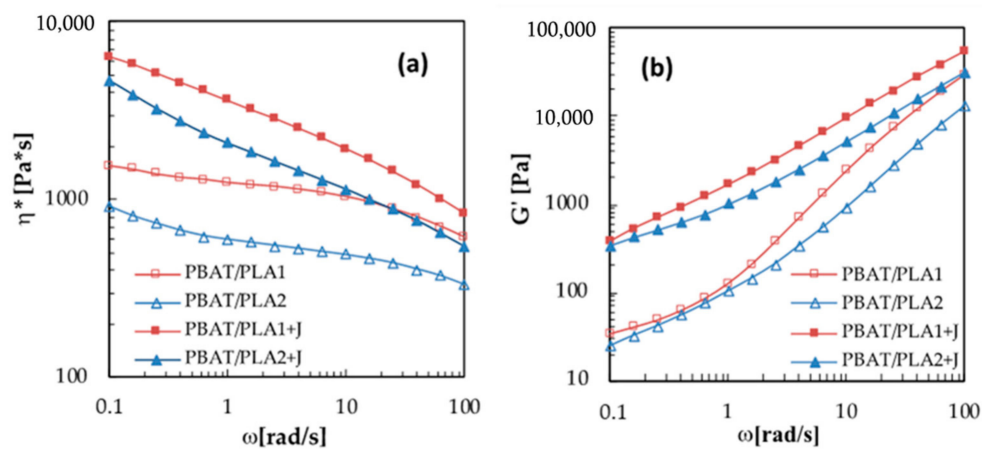 10,000
1000
100
η* [Pa*s]
(a)
PBAT/PLA1
PBAT/PLA2
PBAT/PLA1+J
PBAT/PLA2+J
0.1 1 10 100
ω[rad/s]
100,000
10,000
1000
100
10
G' [Pa]
(b)
PBAT/PLA1
PBAT/PLA2
PBAT/PLA1+J
PBAT/PLA2+J
0.1 1 10 100
ω[rad/s]